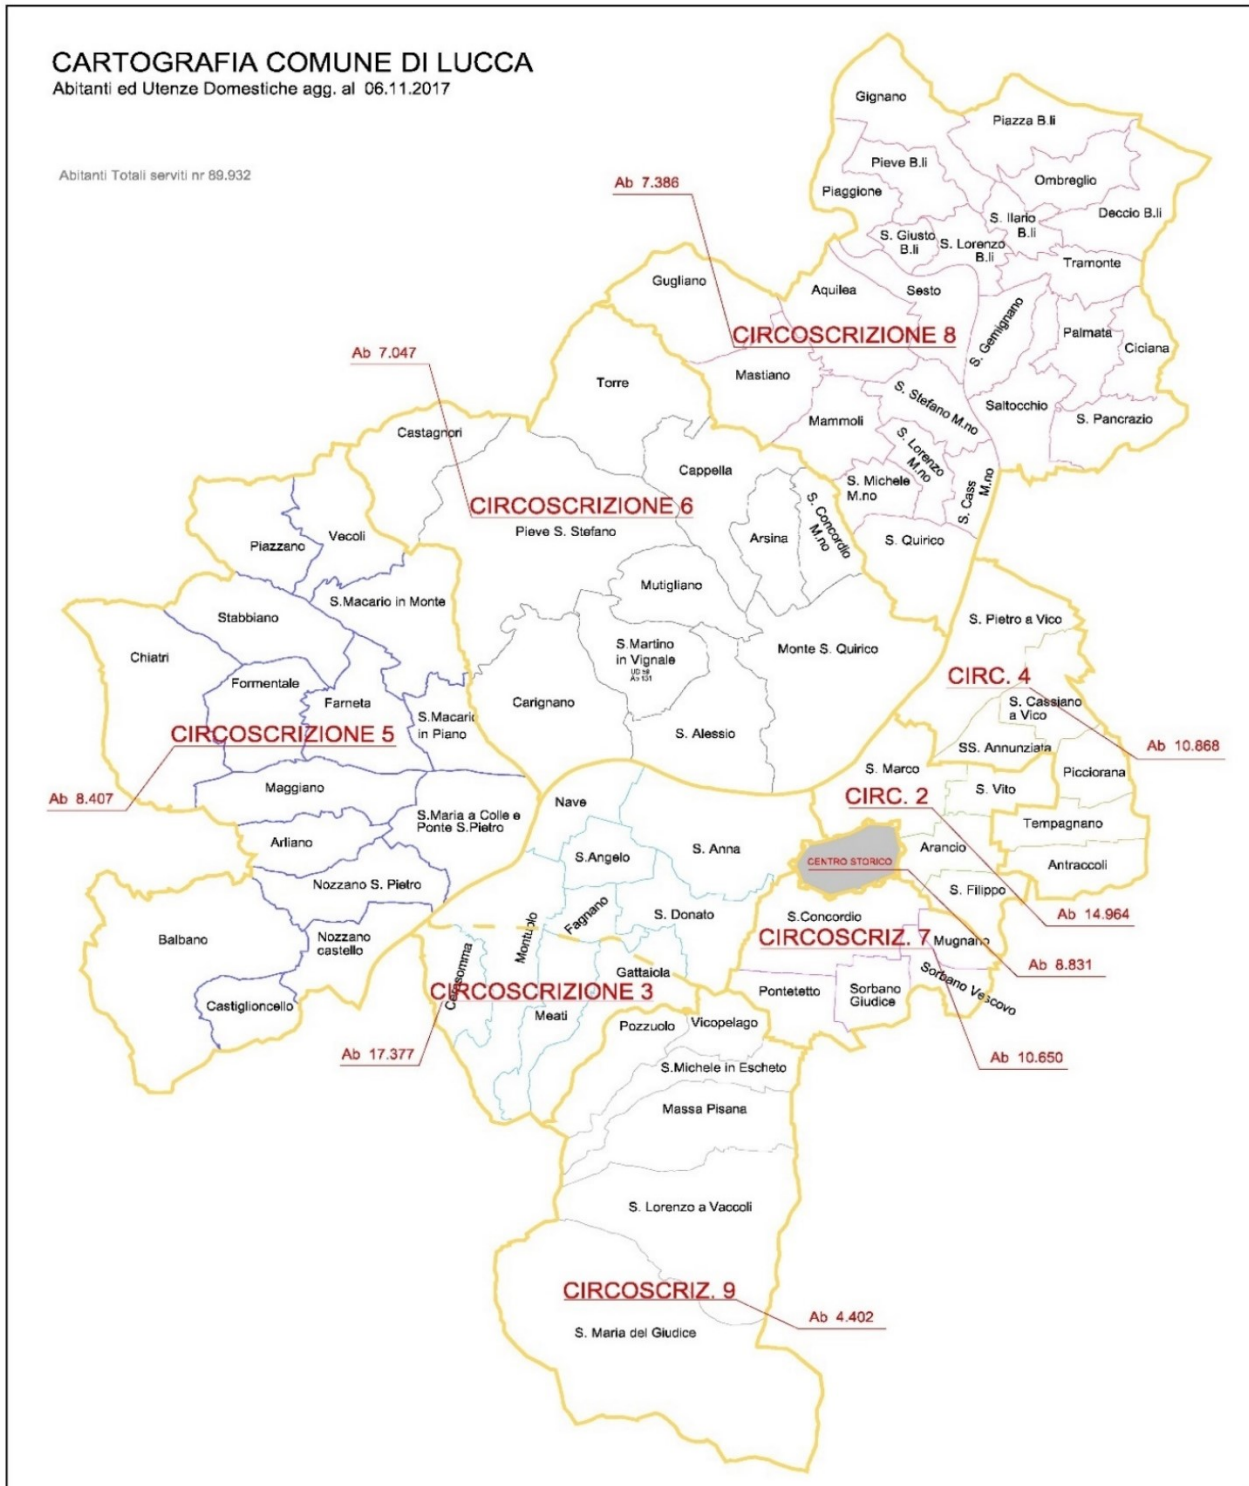 CARTOGRAFIA COMUNE DI LUCCA
Abitanti ed Utenze Domestiche agg. al 06.11.2017
Abitanti Totali serviti nr 89.932
Gignano
Piazza B.li
Pieve B.li
Piaggione
Ombreglio
Ab 7.386
S. Ilario
B.li
Deccio B.li
S. Giusto
B.li
S. Lorenzo
B.li
Tramonte
Gugliano
Aquilea
Sesto
S. Gemignano
CIRCOSCRIZIONE 8
Palmata
Ciciana
Ab 7.047
Torre
Mastiano
S. Stefano M.no
Saltocchio
S. Pancrazio
Mammoli
Castagnori
S. Lorenzo
M.no
Cappella
S. Michele
M.no
S. Cass
M.no
CIRCOSCRIZIONE 6
Pieve S. Stefano
S. Concordio
M.no
Arsina
S. Quirico
Vecoli
Piazzano
Mutigliano
S.Macario in Monte
Stabbiano
S. Pietro a Vico
Chiatri
S.Martino
in Vignale
UD 59
Ab 131
Monte S. Quirico
Formentale
CIRC. 4
Farneta
Carignano
S. Cassiano
a Vico
S.Macario
in Piano
CIRCOSCRIZIONE 5
S. Alessio
SS. Annunziata
Ab 10.868
S. Marco
Picciorana
Maggiano
S. Vito
Ab 8.407
CIRC. 2
Nave
S.Maria a Colle e
Ponte S.Pietro
Tempagnano
Arliano
S. Anna
Arancio
S.Angelo
CENTRO STORICO
Antraccoli
Nozzano S. Pietro
S. Filippo
Fagnano
S. Donato
S.Concordio
Ab 14.964
Montuolo
Balbano
Nozzano
castello
CIRCOSCRIZ. 7
Mugnano
Cerasomma
Gattaiola
Ab 8.831
Sorbano Vescovo
CIRCOSCRIZIONE 3
Pontetetto
Sorbano
Giudice
Castiglioncello
Meati
Pozzuolo
Vicopelago
Ab 17.377
Ab 10.650
S.Michele in Escheto
Massa Pisana
S. Lorenzo a Vaccoli
CIRCOSCRIZ. 9
Ab 4.402
S. Maria del Giudice